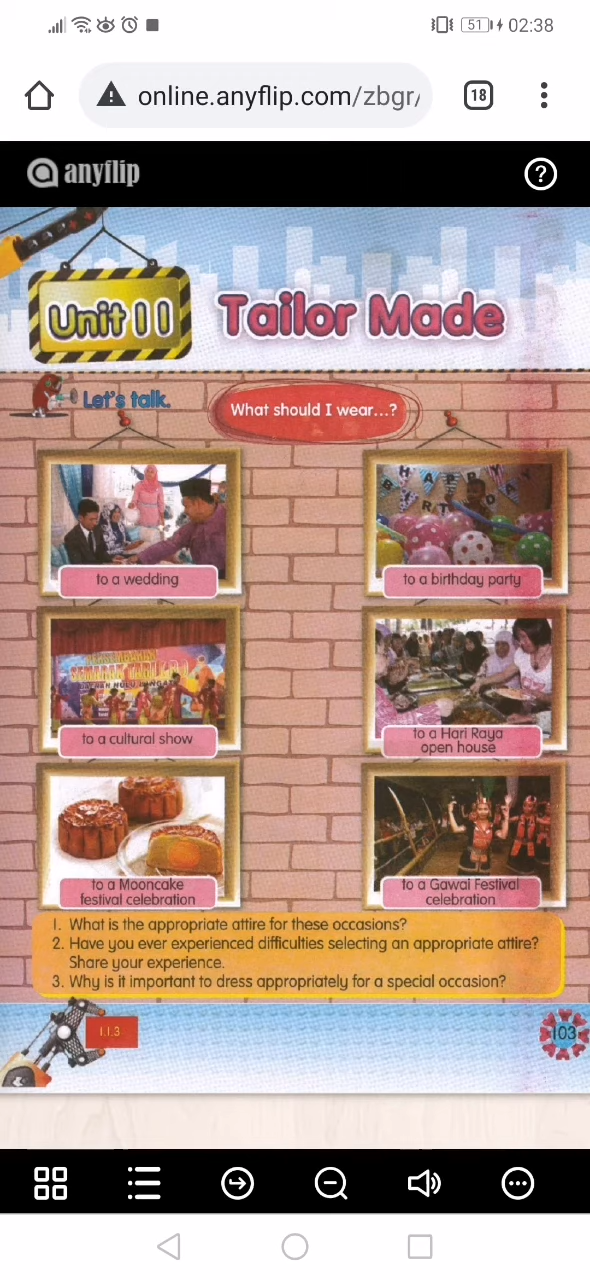 51 02:38
online.anyflip.com/zbgr/
18
anyflip
?
Unit 11
Tailor Made
Let's talk.
What should I wear...?
HAPPY
BIRTHDAY
to a wedding
to a birthday party
to a cultural show
to a Hari Raya
open house
to a Mooncake
festival celebration
to a Gawai Festival
celebration
1. What is the appropriate attire for these occasions?
2. Have you ever experienced difficulties selecting an appropriate attire?
Share your experience.
3. Why is it important to dress appropriately for a special occasion?
1.1.3
103